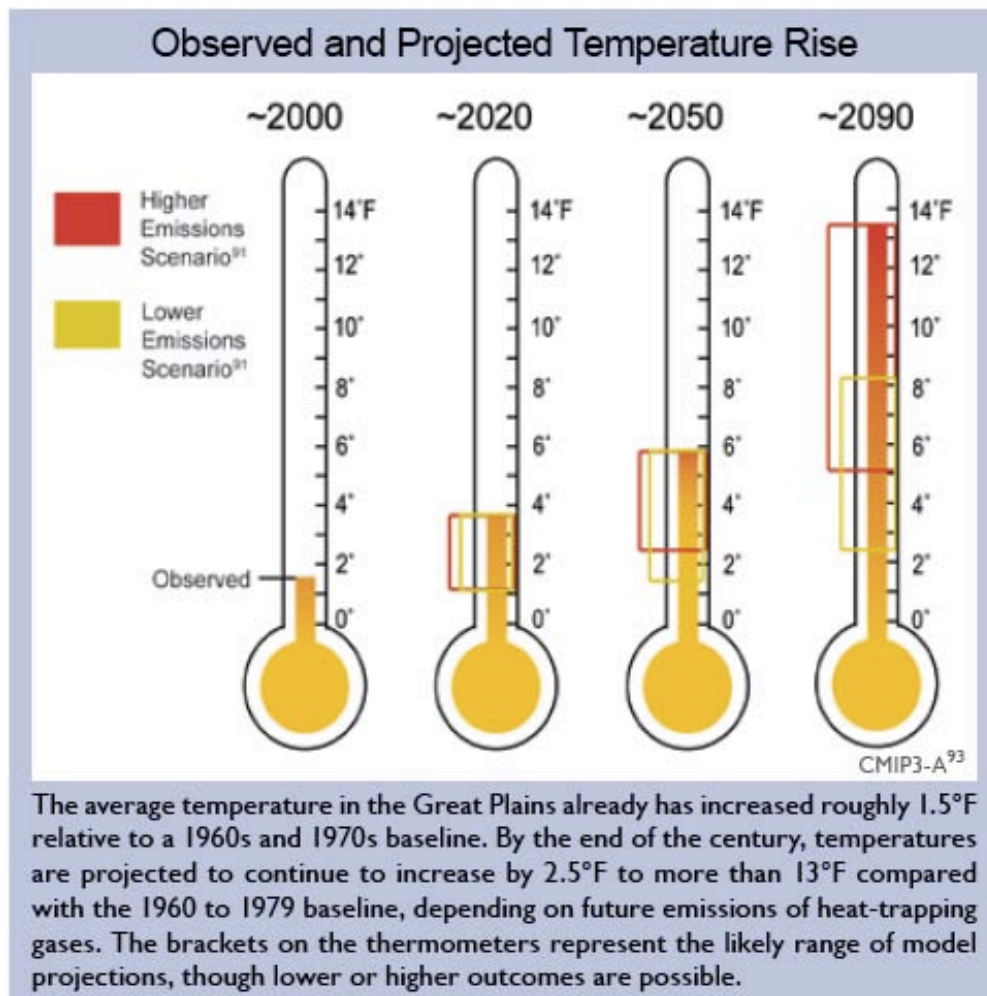 Observed and Projected Temperature Rise
~2000
~2020
~2050
~2090
Higher
Emissions
Scenario91
Lower
Emissions
Scenario91
Observed
14°F
12°
10°
8°
6°
4°
2°
0°
14°F
12°
10°
8°
6°
4°
2°
0°
14°F
12°
10°
8°
6°
4°
2°
0°
14°F
12°
10°
8°
6°
4°
2°
0°
CMIP3-A93
The average temperature in the Great Plains already has increased roughly 1.5°F
relative to a 1960s and 1970s baseline. By the end of the century, temperatures
are projected to continue to increase by 2.5°F to more than 13°F compared
with the 1960 to 1979 baseline, depending on future emissions of heat-trapping
gases. The brackets on the thermometers represent the likely range of model
projections, though lower or higher outcomes are possible.